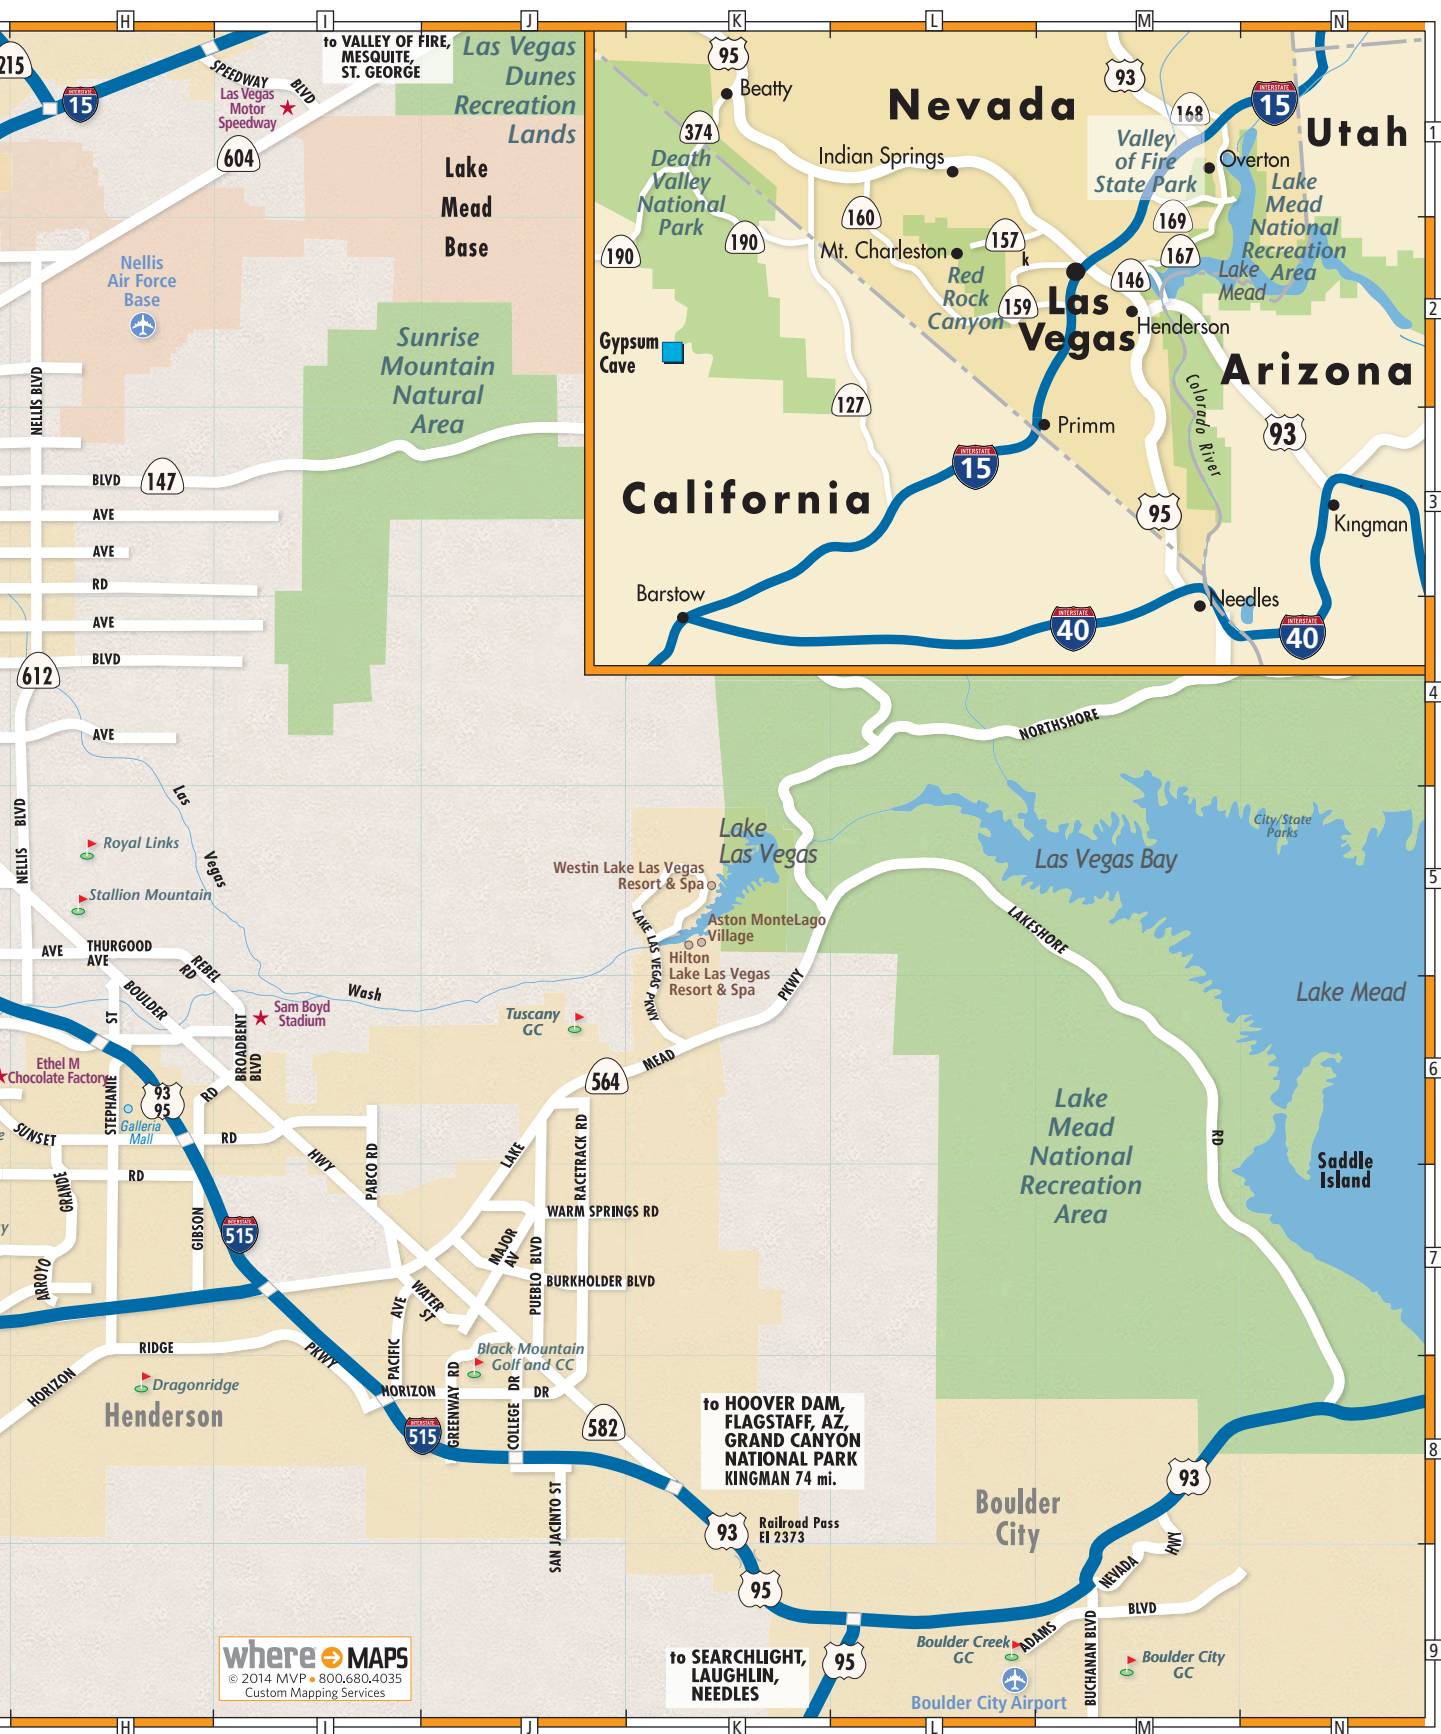 H
I
J
K
L
M
N
215
15
SPEEDWAY BLVD
Las Vegas
Motor
Speedway
604
to VALLEY OF FIRE,
MESQUITE,
ST. GEORGE
Las Vegas
Dunes
Recreation
Lands
Lake
Mead
Base
Nellis
Air Force
Base
Sunrise
Mountain
Natural
Area
NELLIS BLVD
BLVD
147
AVE
AVE
RD
AVE
BLVD
612
AVE
95
Beatty
374
Death
Valley
National
Park
190
190
Nevada
Indian Springs
160
Mt. Charleston
157
k
Red
Rock
Canyon
159
Las
Vegas
93
168
15
Utah
Valley
of Fire
State Park
Overton
Lake
Mead
National
Recreation
Area
169
167
146
Lake
Mead
Henderson
Arizona
Gypsum
Cave
127
Colorado River
93
Primm
INTERSTATE
15
California
95
Kingman
Barstow
Needles
INTERSTATE
40
INTERSTATE
40
1
2
3
4
5
6
7
8
9
NORTHSHORE
NELLIS BLVD
Las Vegas Wash
Royal Links
Stallion Mountain
Lake
Las Vegas
Westin Lake Las Vegas
Resort & Spa
Aston MonteLago
Village
Hilton
Lake Las Vegas
Resort & Spa
LAKE LAS VEGAS PKWY
Las Vegas Bay
City/State
Parks
LAKESHORE RD
Lake Mead
AVE
THURGOOD
AVE
REBEL
RD
BOULDER HWY
Sam Boyd
Stadium
BROADBENT
BLVD
Tuscany
GC
564
LAKE MEAD PKWY
Ethel M
Chocolate Factory
STEPHANIE ST
93
95
Galleria
Mall
RD
SUNSET RD
RD
GRANDE
ARROYO
GIBSON
INTERSTATE
515
PABCO RD
RACETRACK RD
WARM SPRINGS RD
MAJOR
AV
PUEBLO BLVD
BURKHOLDER BLVD
WATER
ST
PACIFIC AVE
Lake
Mead
National
Recreation
Area
Saddle
Island
HORIZON RIDGE PKWY
Dragonridge
Henderson
Black Mountain
Golf and CC
HORIZON DR
GREENWAY RD
COLLEGE DR
INTERSTATE
515
582
SAN JACINTO ST
to HOOVER DAM,
FLAGSTAFF, AZ,
GRAND CANYON
NATIONAL PARK
KINGMAN 74 mi.
93
Railroad Pass
El 2373
95
Boulder
City
93
NEVADA HWY
ADAMS BLVD
BUCHANAN BLVD
Boulder Creek
GC
Boulder City Airport
Boulder City
GC
95
to SEARCHLIGHT,
LAUGHLIN,
NEEDLES
where MAPS
© 2014 MVP • 800.680.4035
Custom Mapping Services
H
I
J
K
L
M
N